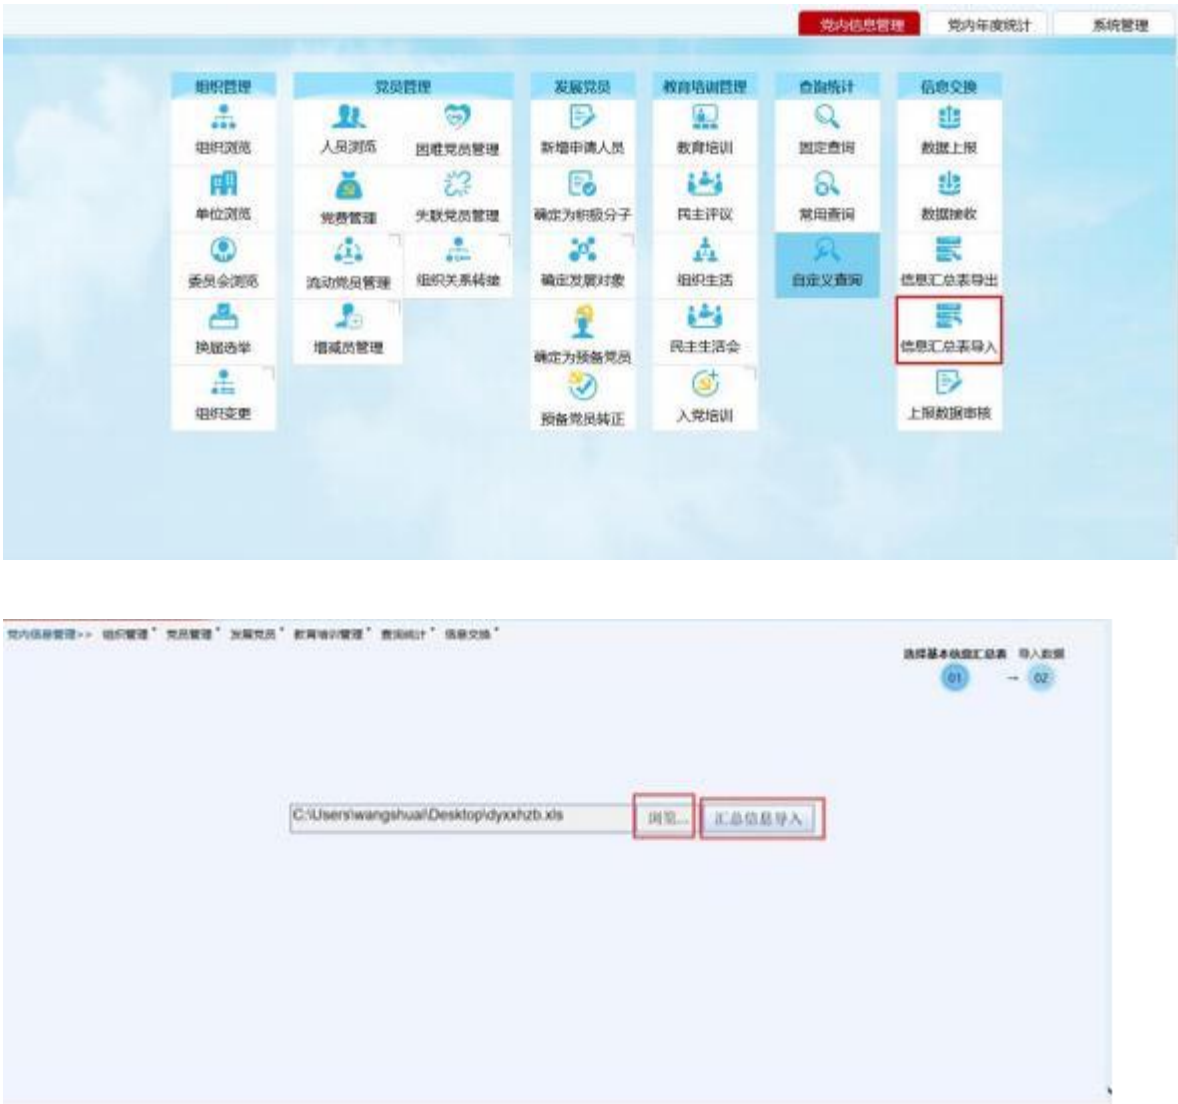 党内信息管理 党内年度统计 系统管理
组织管理 党员管理 发展党员 教育培训管理 查询统计 信息交换
组织浏览 人员浏览 困难党员管理 新增申请人员 教育培训 固定查询 数据上报
单位浏览 党费管理 失联党员管理 确定为积极分子 民主评议 常用查询 数据接收
委员会浏览 流动党员管理 组织关系转接 确定发展对象 组织生活 自定义查询 信息汇总表导出
换届选举 增减员管理 确定为预备党员 民主生活会 信息汇总表导入
组织变更 预备党员转正 入党培训 上报数据审核
党内信息管理>> 组织管理 党员管理 发展党员 教育培训管理 查询统计 信息交换
选择基本信息汇总表 导入数据
01 → 02
C:\Users\wangshuai\Desktop\dyxxhzb.xls 浏览... 汇总信息导入